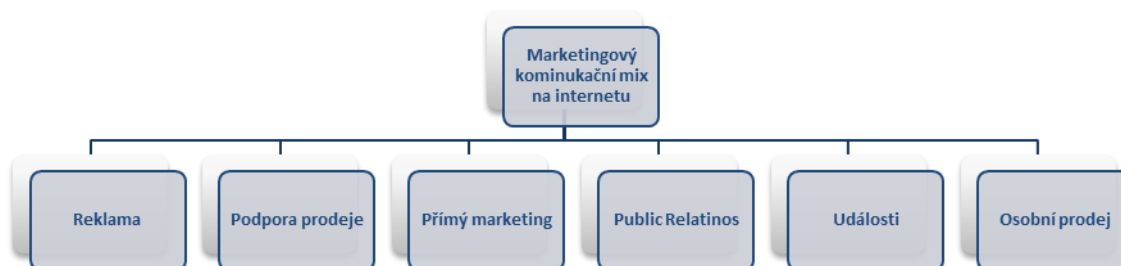 Marketingový
kominukační mix
na internetu
Reklama
Podpora prodeje
Přímý marketing
Public Relatinos
Události
Osobní prodej